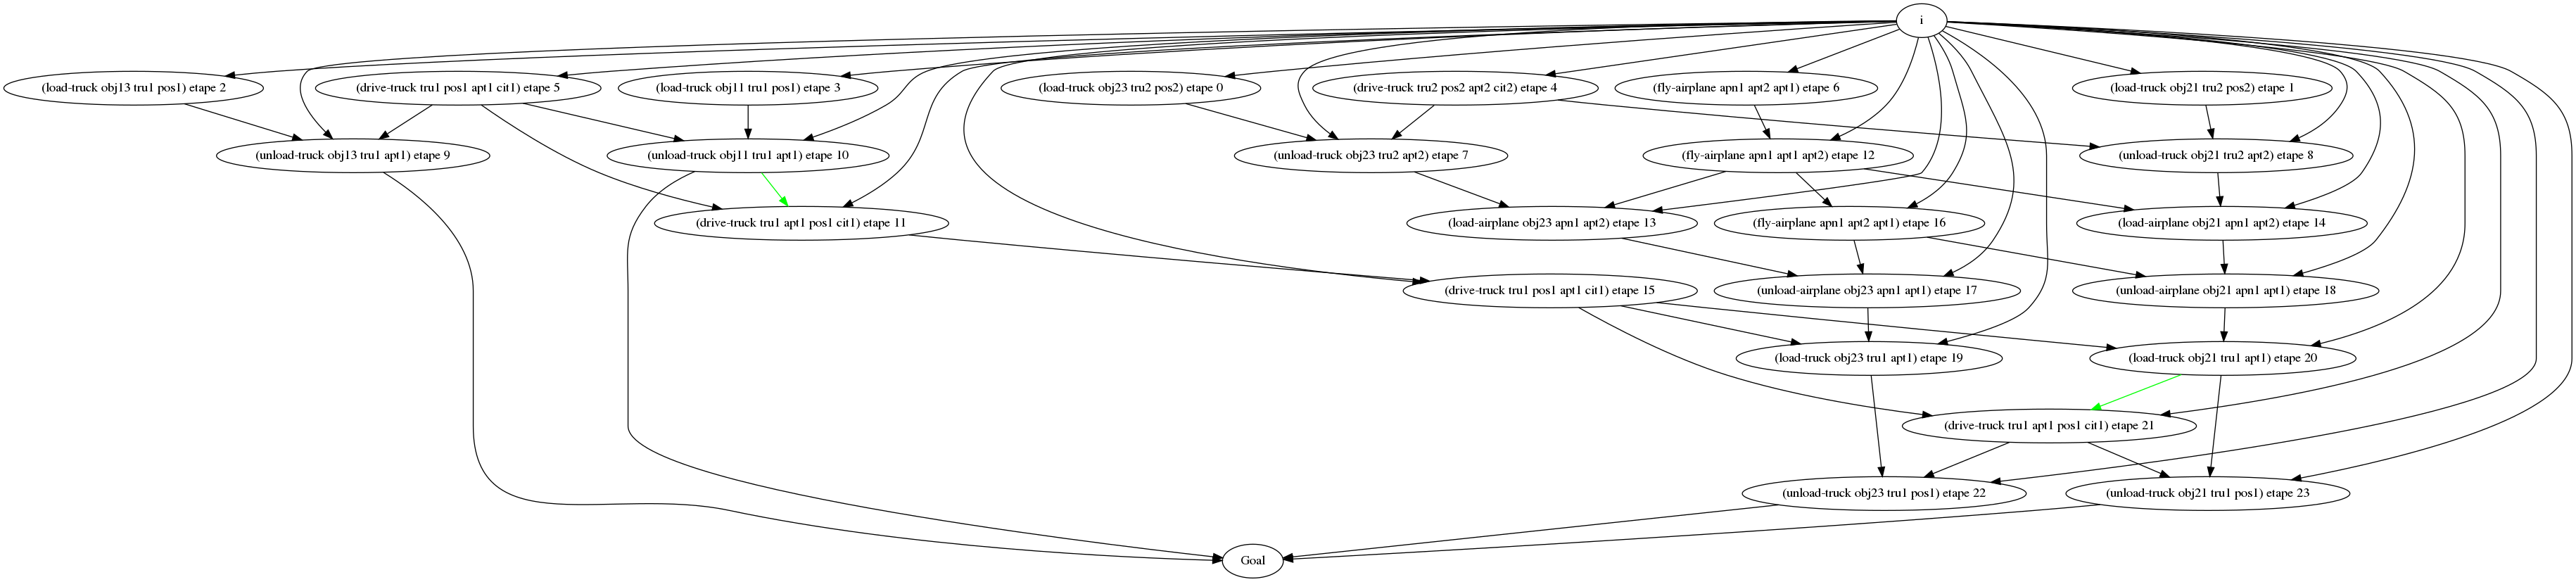 i
(load-truck obj13 tru1 pos1) etape 2
(drive-truck tru1 pos1 apt1 cit1) etape 5
(load-truck obj11 tru1 pos1) etape 3
(load-truck obj23 tru2 pos2) etape 0
(drive-truck tru2 pos2 apt2 cit2) etape 4
(fly-airplane apn1 apt2 apt1) etape 6
(load-truck obj21 tru2 pos2) etape 1
(unload-truck obj13 tru1 apt1) etape 9
(unload-truck obj11 tru1 apt1) etape 10
(unload-truck obj23 tru2 apt2) etape 7
(fly-airplane apn1 apt1 apt2) etape 12
(unload-truck obj21 tru2 apt2) etape 8
(drive-truck tru1 apt1 pos1 cit1) etape 11
(load-airplane obj23 apn1 apt2) etape 13
(fly-airplane apn1 apt2 apt1) etape 16
(load-airplane obj21 apn1 apt2) etape 14
(drive-truck tru1 pos1 apt1 cit1) etape 15
(unload-airplane obj23 apn1 apt1) etape 17
(unload-airplane obj21 apn1 apt1) etape 18
(load-truck obj23 tru1 apt1) etape 19
(load-truck obj21 tru1 apt1) etape 20
(drive-truck tru1 apt1 pos1 cit1) etape 21
(unload-truck obj23 tru1 pos1) etape 22
(unload-truck obj21 tru1 pos1) etape 23
Goal